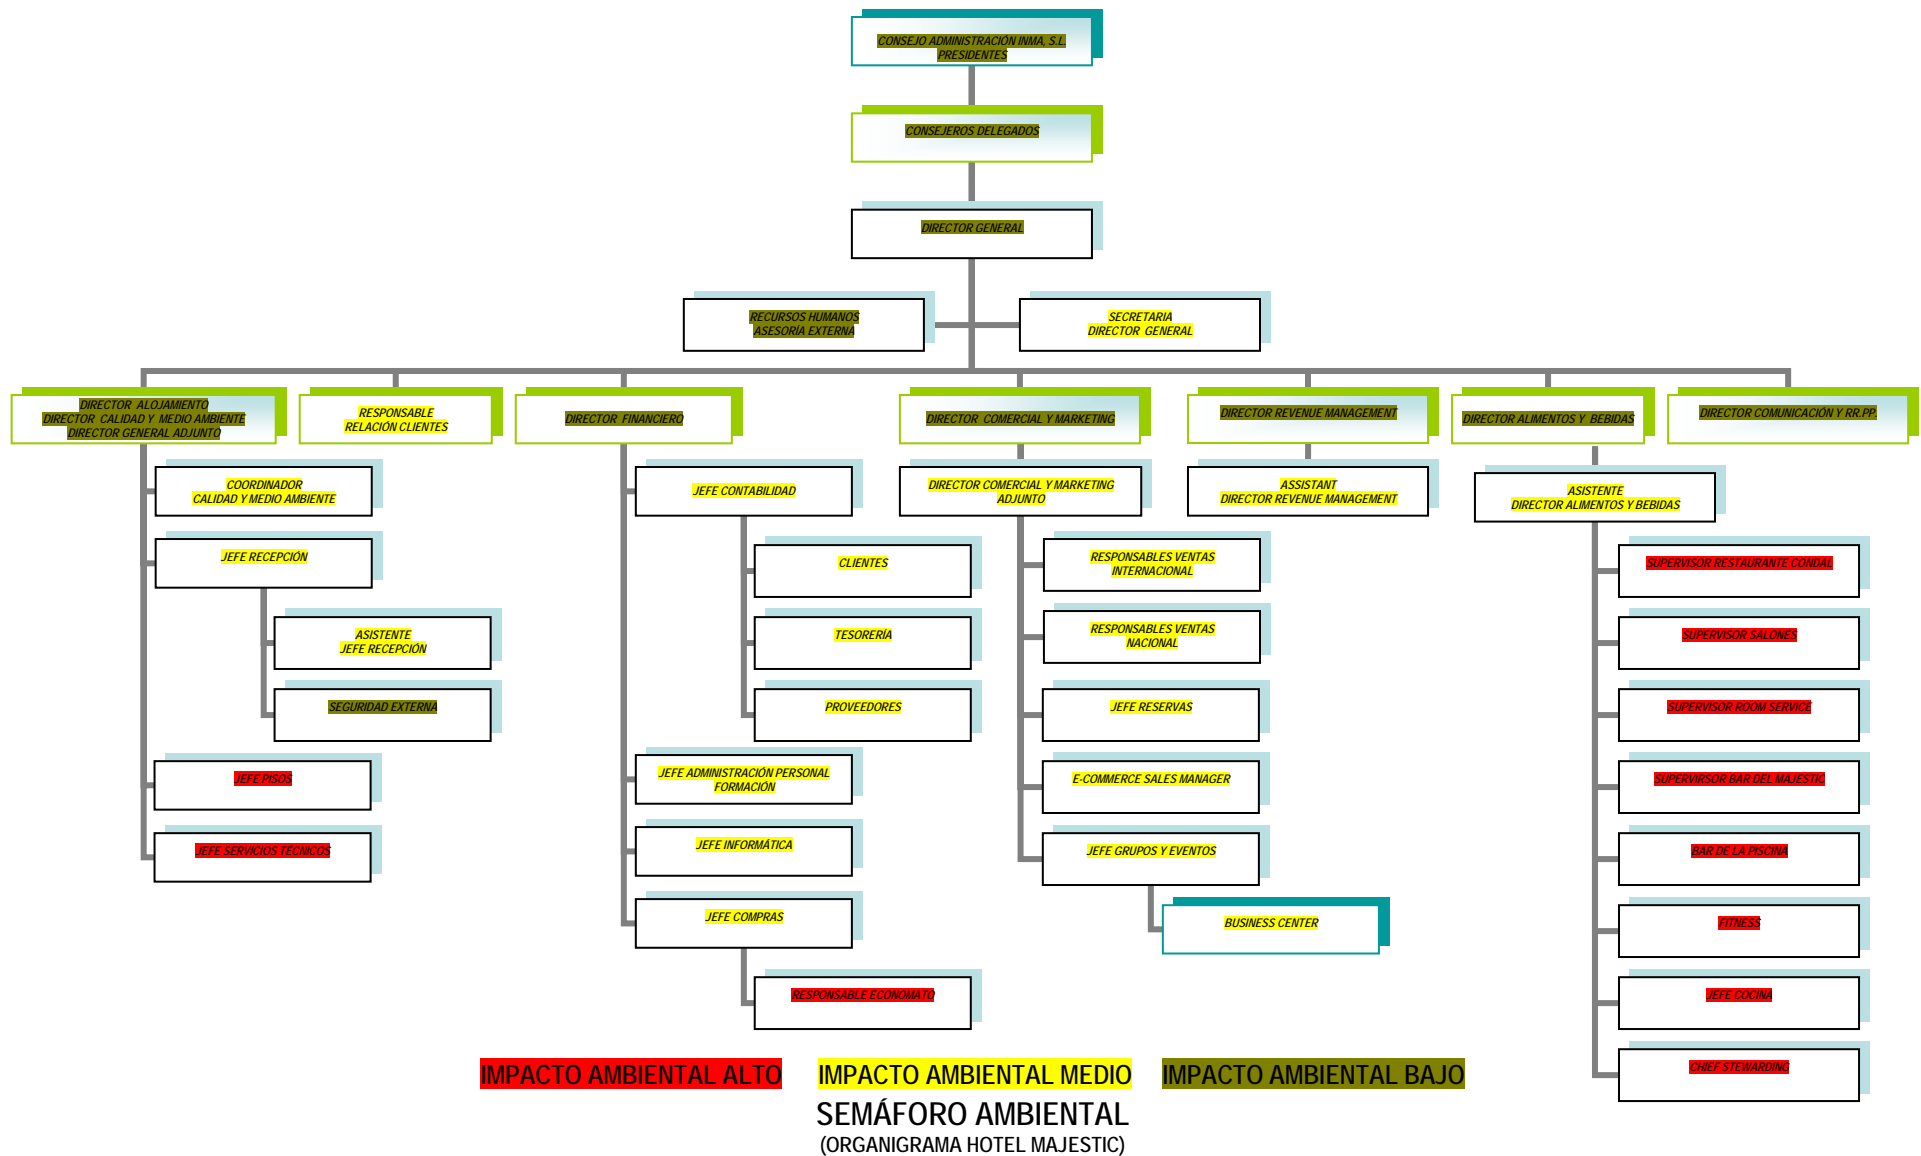 CONSEJO ADMINISTRACIÓN INMA, S.L.
PRESIDENTES
CONSEJEROS DELEGADOS
DIRECTOR GENERAL
RECURSOS HUMANOS
ASESORÍA EXTERNA
SECRETARIA
DIRECTOR GENERAL
DIRECTOR ALOJAMIENTO
DIRECTOR CALIDAD Y MEDIO AMBIENTE
DIRECTOR GENERAL ADJUNTO
RESPONSABLE
RELACIÓN CLIENTES
DIRECTOR FINANCIERO
DIRECTOR COMERCIAL Y MARKETING
DIRECTOR REVENUE MANAGEMENT
DIRECTOR ALIMENTOS Y BEBIDAS
DIRECTOR COMUNICACIÓN Y RR.PP.
COORDINADOR
CALIDAD Y MEDIO AMBIENTE
JEFE RECEPCIÓN
ASISTENTE
JEFE RECEPCIÓN
SEGURIDAD EXTERNA
JEFE PISOS
JEFE SERVICIOS TÉCNICOS
JEFE CONTABILIDAD
CLIENTES
TESORERÍA
PROVEEDORES
JEFE ADMINISTRACIÓN PERSONAL
FORMACIÓN
JEFE INFORMÁTICA
JEFE COMPRAS
RESPONSABLE ECONOMATO
DIRECTOR COMERCIAL Y MARKETING
ADJUNTO
RESPONSABLES VENTAS
INTERNACIONAL
RESPONSABLES VENTAS
NACIONAL
JEFE RESERVAS
E-COMMERCE SALES MANAGER
JEFE GRUPOS Y EVENTOS
BUSINESS CENTER
ASSISTANT
DIRECTOR REVENUE MANAGEMENT
ASISTENTE
DIRECTOR ALIMENTOS Y BEBIDAS
SUPERVISOR RESTAURANTE CONDAL
SUPERVISOR SALONES
SUPERVISOR ROOM SERVICE
SUPERVIRSOR BAR DEL MAJESTIC
BAR DE LA PISCINA
FITNESS
JEFE COCINA
CHIEF STEWARDING
IMPACTO AMBIENTAL ALTO
IMPACTO AMBIENTAL MEDIO
IMPACTO AMBIENTAL BAJO
SEMÁFORO AMBIENTAL
(ORGANIGRAMA HOTEL MAJESTIC)